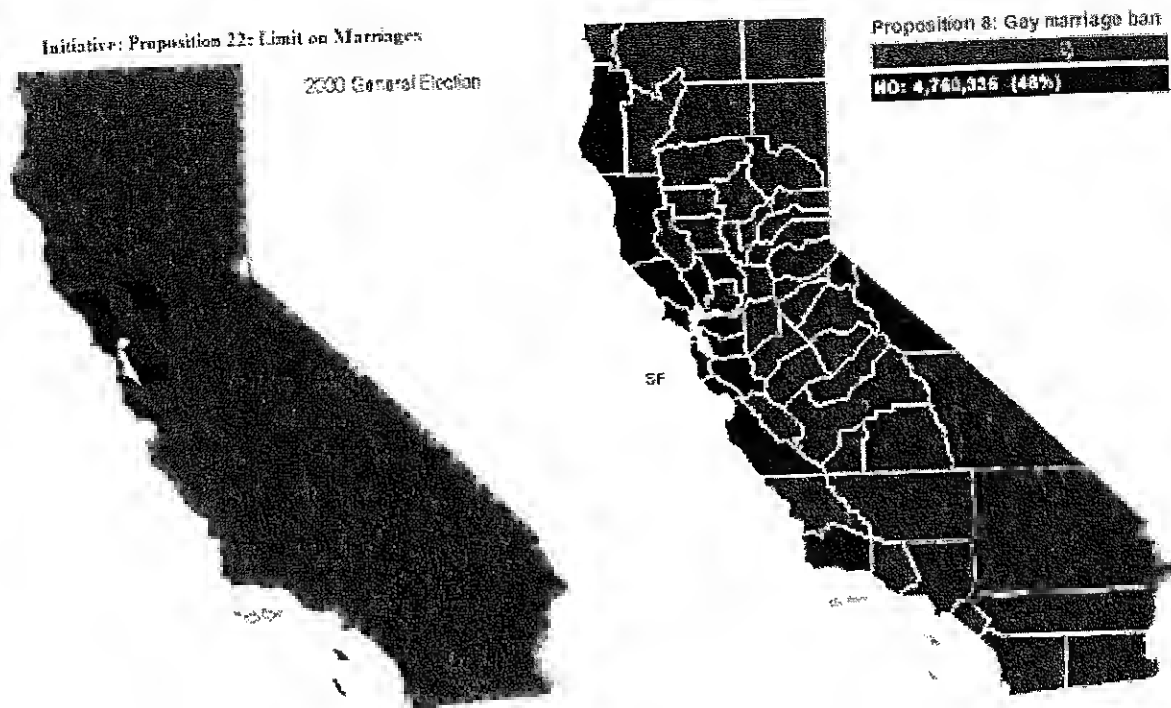 Initiative: Proposition 22: Limit on Marriages
2000 General Election
Proposition 8: Gay marriage ban
NO: 4,760,336 (48%)
SF